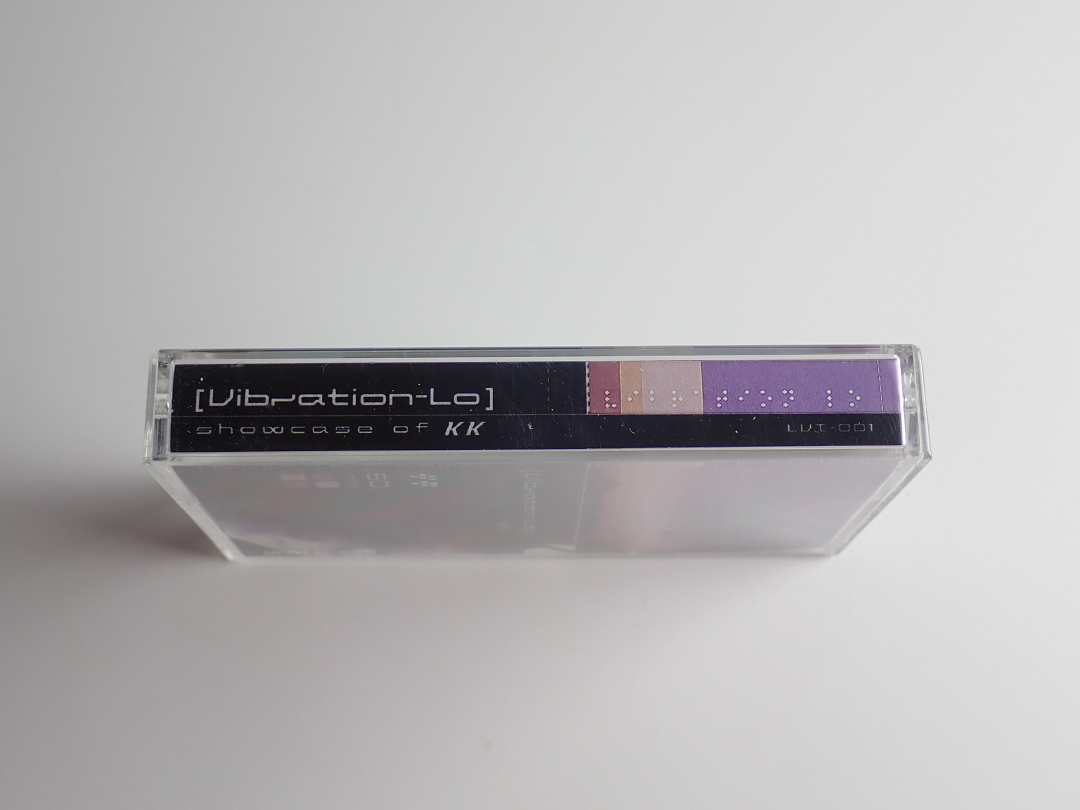 [Vibration-Lo]
showcase of KK
LVI-001